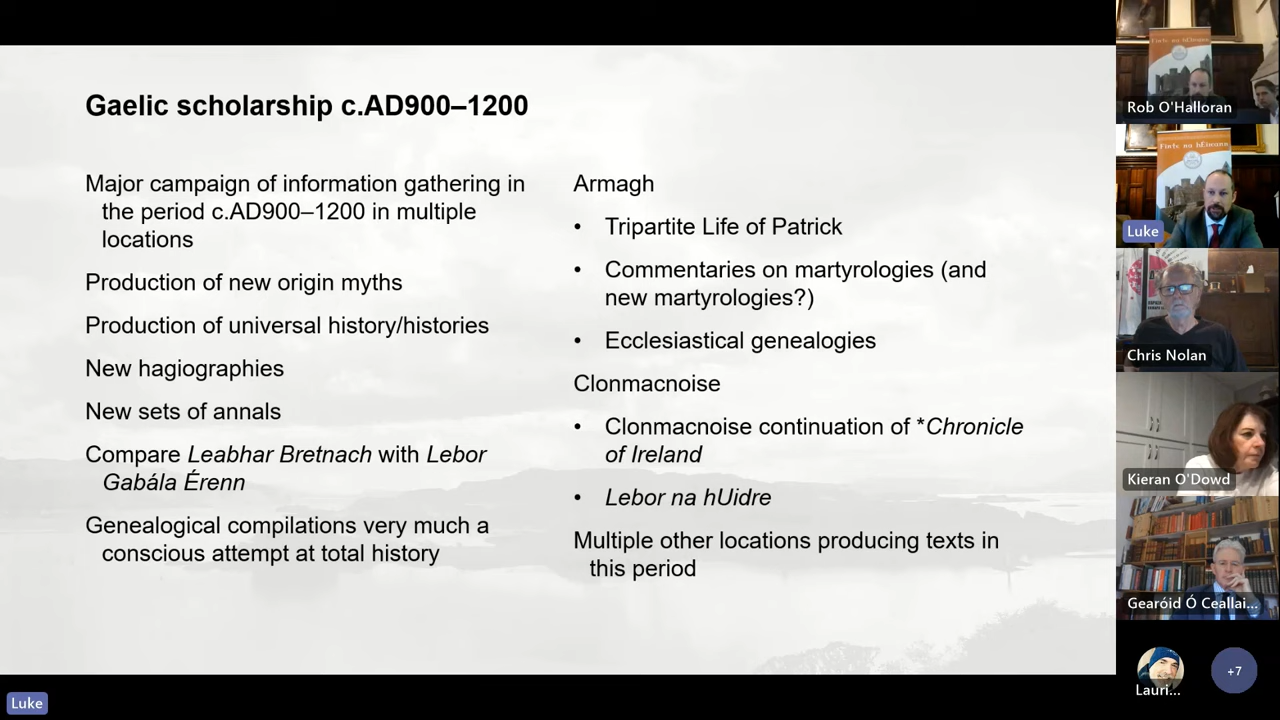 Gaelic scholarship c.AD900–1200
Major campaign of information gathering in
the period c.AD900–1200 in multiple
locations
Production of new origin myths
Production of universal history/histories
New hagiographies
New sets of annals
Compare Leabhar Bretnach with Lebor
Gabála Érenn
Genealogical compilations very much a
conscious attempt at total history
Armagh
• Tripartite Life of Patrick
• Commentaries on martyrologies (and
new martyrologies?)
• Ecclesiastical genealogies
Clonmacnoise
• Clonmacnoise continuation of *Chronicle
of Ireland
• Lebor na hUidre
Multiple other locations producing texts in
this period
Rob O'Halloran
Finte na hÉireann
Luke
Chris Nolan
Kieran O'Dowd
Gearóid Ó Ceallai...
Lauri...
+7
Luke